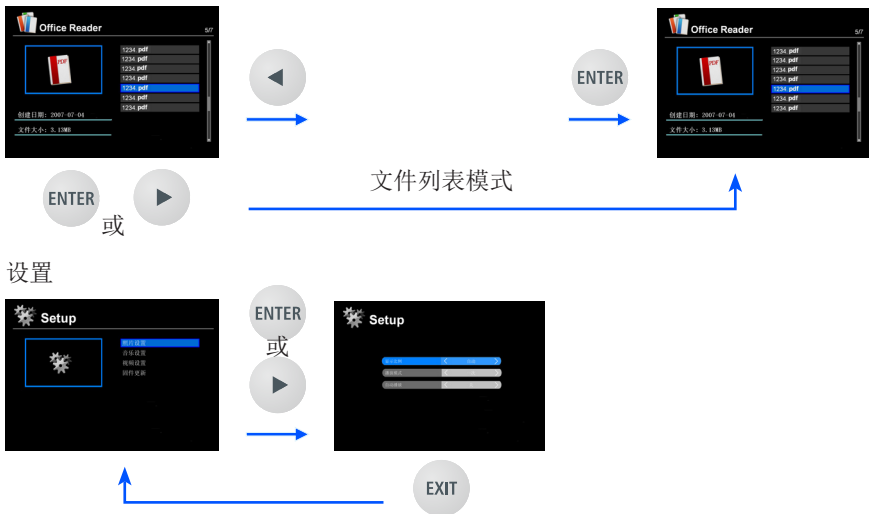 Office Reader
5/7
1234 pdf
1234 pdf
1234 pdf
1234 pdf
1234 pdf
1234 pdf
1234 pdf
PDF
创建日期: 2007-07-04
文件大小: 3.13MB
ENTER
Office Reader
5/7
1234 pdf
1234 pdf
1234 pdf
1234 pdf
1234 pdf
1234 pdf
1234 pdf
PDF
创建日期: 2007-07-04
文件大小: 3.13MB
ENTER
或
文件列表模式
设置
Setup
照片设置
音乐设置
视频设置
固件更新
ENTER
或
Setup
EXIT